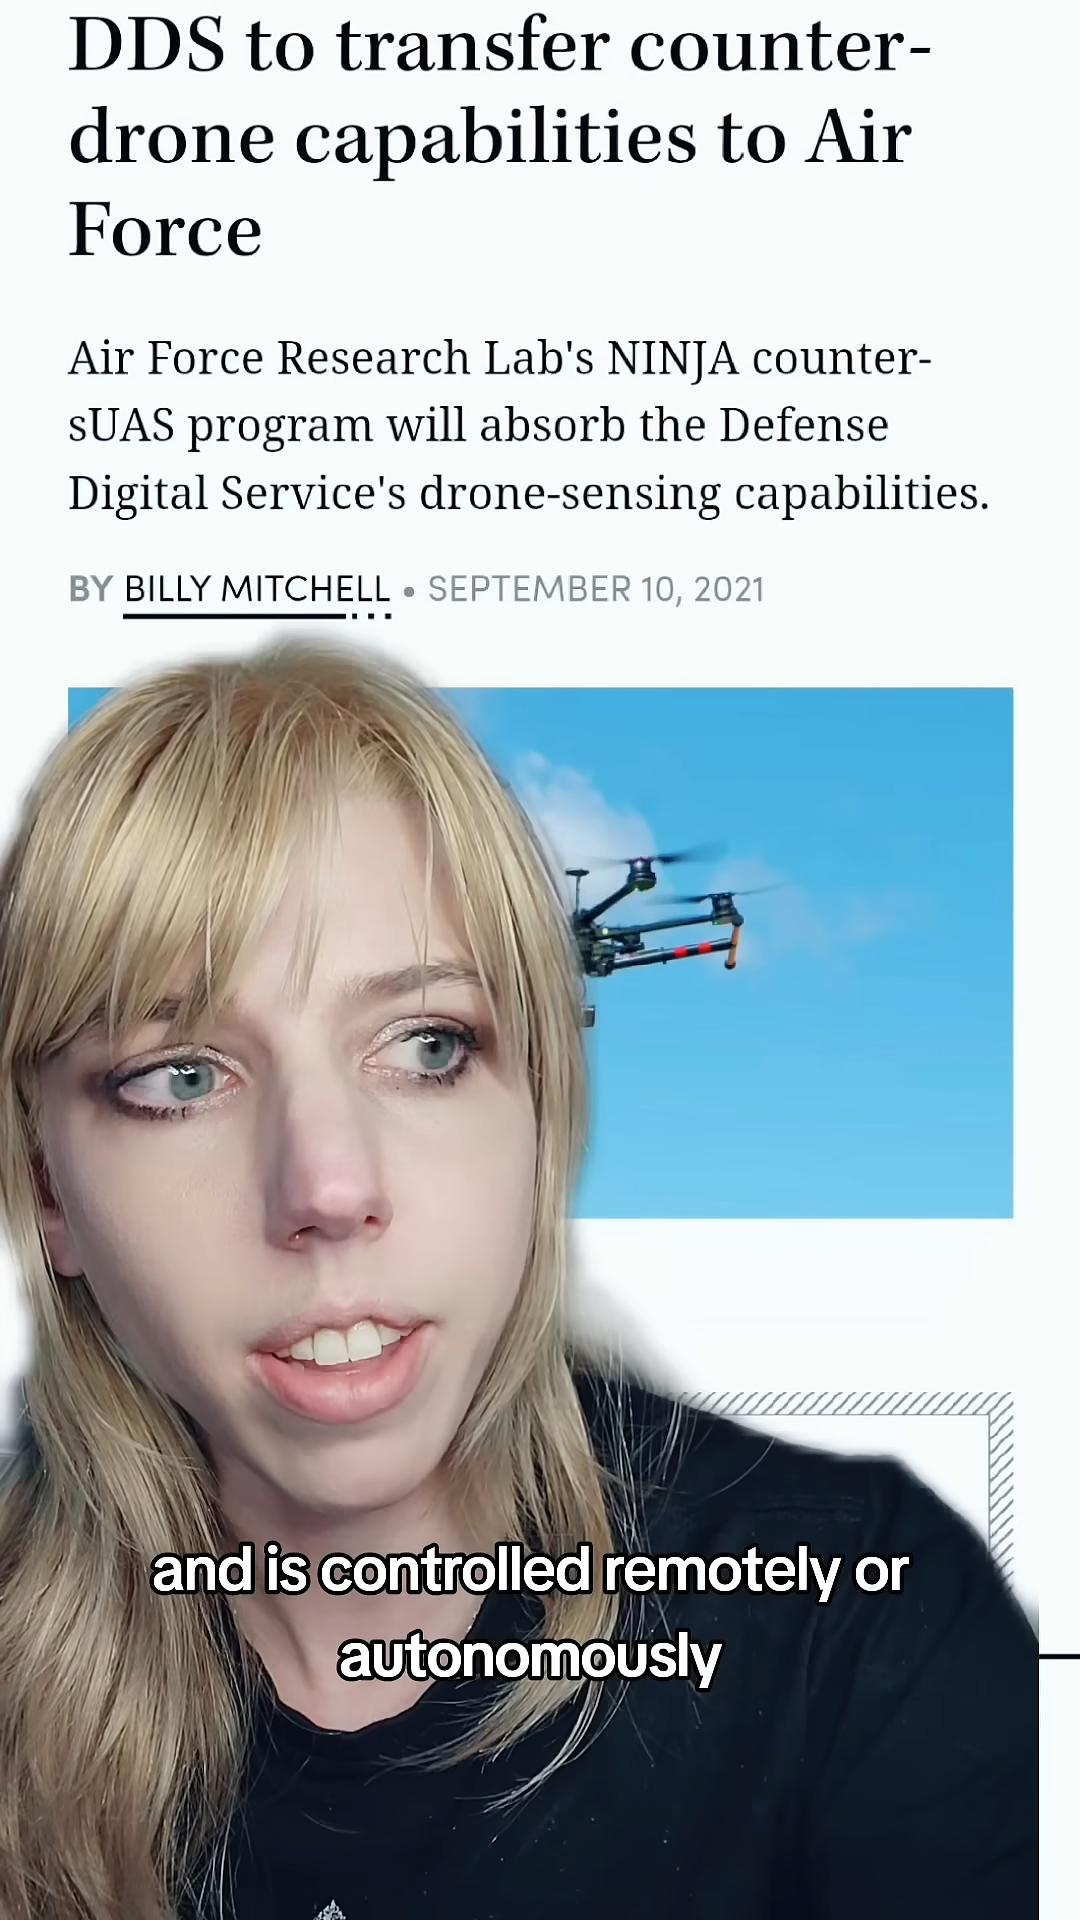 DDS to transfer counter-
drone capabilities to Air
Force
Air Force Research Lab's NINJA counter-
sUAS program will absorb the Defense
Digital Service's drone-sensing capabilities.
BY BILLY MITCHELL • SEPTEMBER 10, 2021
and is controlled remotely or
autonomously